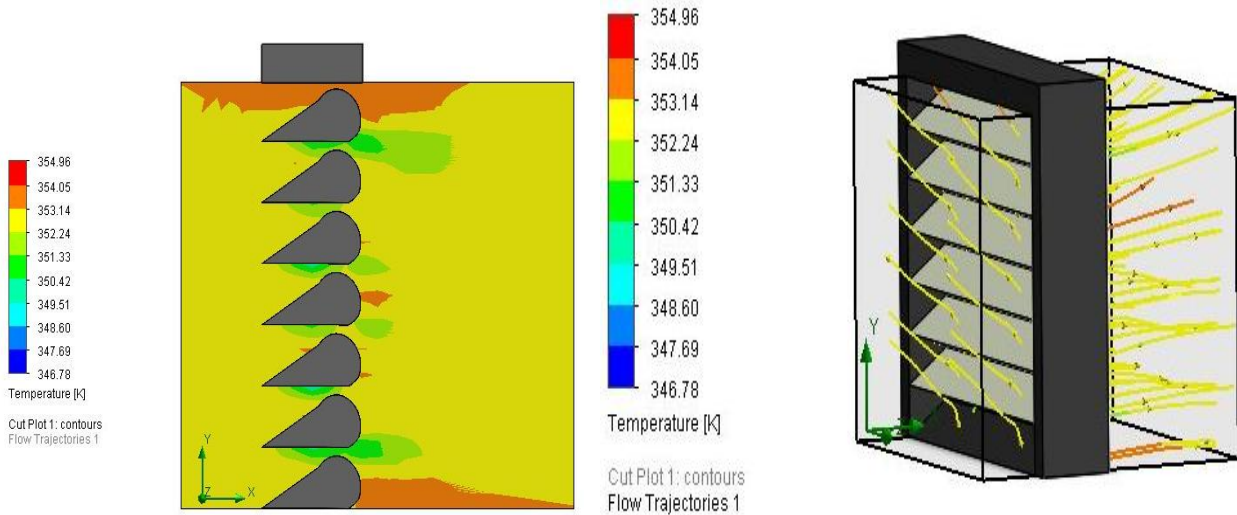 354.96
354.05
353.14
352.24
351.33
350.42
349.51
348.60
347.69
346.78
Temperature [K]
Cut Plot 1: contours
Flow Trajectories 1
Y
Z
X
354.96
354.05
353.14
352.24
351.33
350.42
349.51
348.60
347.69
346.78
Temperature [K]
Cut Plot 1: contours
Flow Trajectories 1
Y